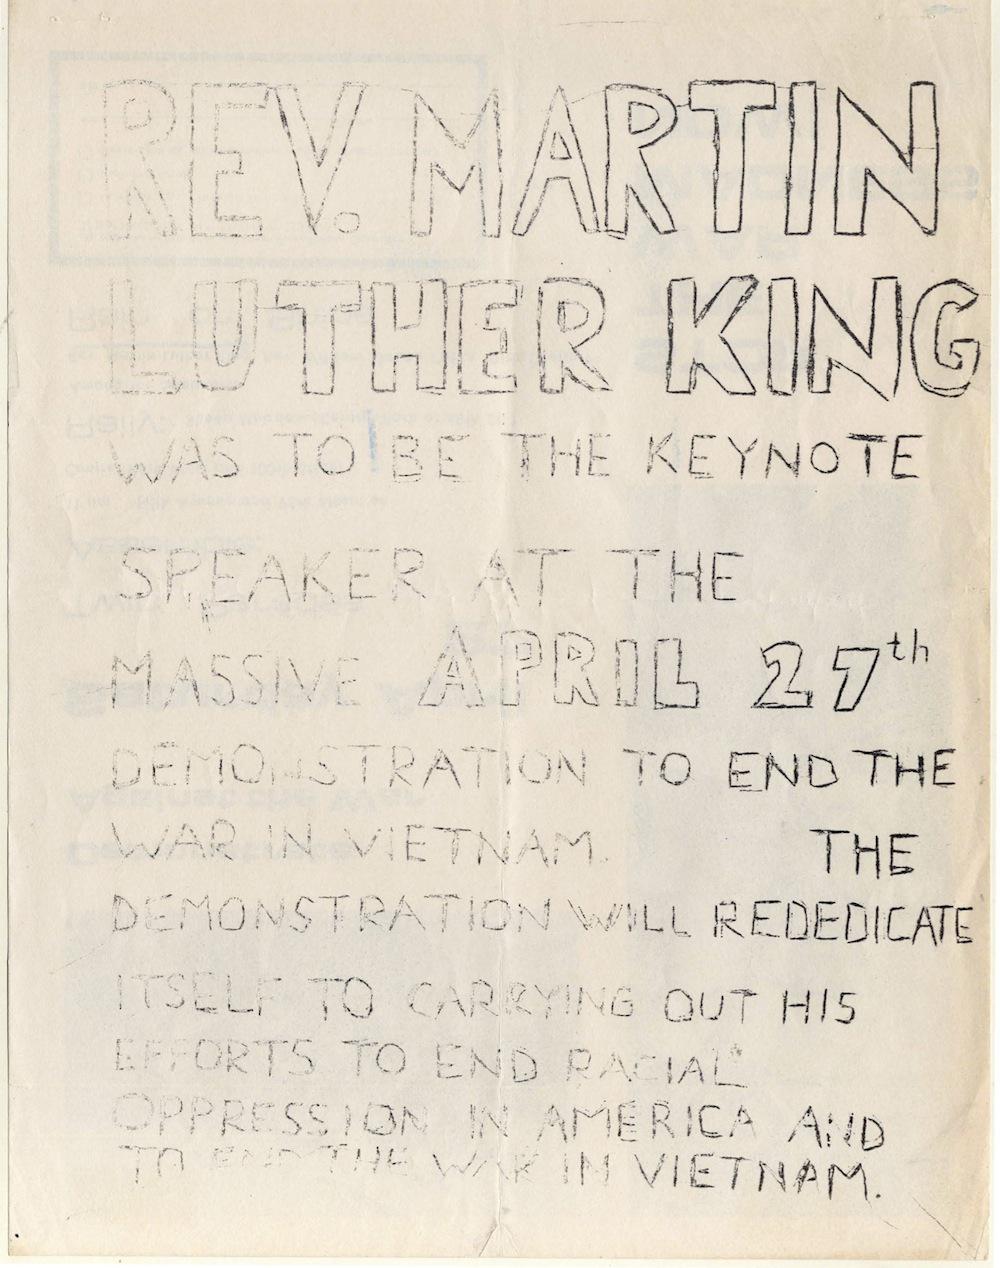 REV. MARTIN
LUTHER KING
WAS TO BE THE KEYNOTE
SPEAKER AT THE
MASSIVE APRIL 27th
DEMONSTRATION TO END THE
WAR IN VIETNAM. THE
DEMONSTRATION WILL REDEDICATE
ITSELF TO CARRYING OUT HIS
EFFORTS TO END RACIAL
OPPRESSION IN AMERICA AND
TO END THE WAR IN VIETNAM.